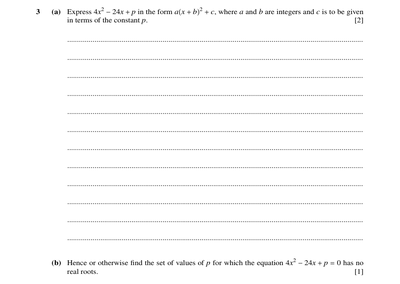 3 (a) Express 4x² − 24x + p in the form a(x + b)² + c, where a and b are integers and c is to be given
in terms of the constant p. [2]
(b) Hence or otherwise find the set of values of p for which the equation 4x² − 24x + p = 0 has no
real roots. [1]